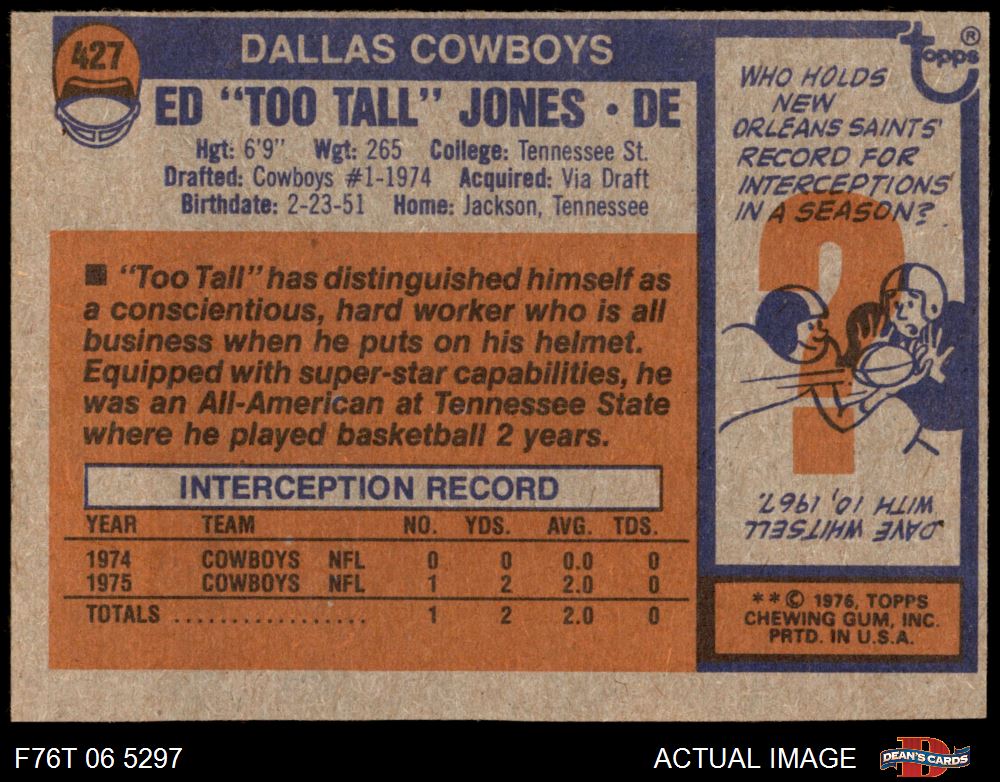 427
DALLAS COWBOYS
ED "TOO TALL" JONES • DE
Hgt: 6'9" Wgt: 265 College: Tennessee St.
Drafted: Cowboys #1-1974 Acquired: Via Draft
Birthdate: 2-23-51 Home: Jackson, Tennessee
■ "Too Tall" has distinguished himself as
a conscientious, hard worker who is all
business when he puts on his helmet.
Equipped with super-star capabilities, he
was an All-American at Tennessee State
where he played basketball 2 years.
INTERCEPTION RECORD
YEAR TEAM NO. YDS. AVG. TDS.
1974 COWBOYS NFL 0 0 0.0 0
1975 COWBOYS NFL 1 2 2.0 0
TOTALS ................. 1 2 2.0 0
topps®
WHO HOLDS
NEW
ORLEANS SAINTS'
RECORD FOR
INTERCEPTIONS
IN A SEASON?
?
DAVE WHITSELL
WITH 10, 1967.
**© 1976, TOPPS
CHEWING GUM, INC.
PRTD. IN U.S.A.
F76T 06 5297
ACTUAL IMAGE
DEAN'S CARDS